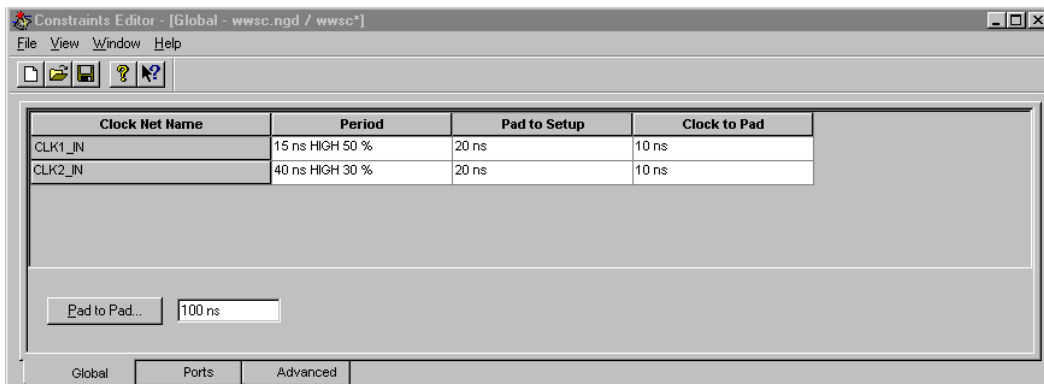 Constraints Editor - [Global - wwsc.ngd / wwsc*]
File View Window Help
Clock Net Name Period Pad to Setup Clock to Pad
CLK1_IN 15 ns HIGH 50 % 20 ns 10 ns
CLK2_IN 40 ns HIGH 30 % 20 ns 10 ns
Pad to Pad... 100 ns
Global Ports Advanced